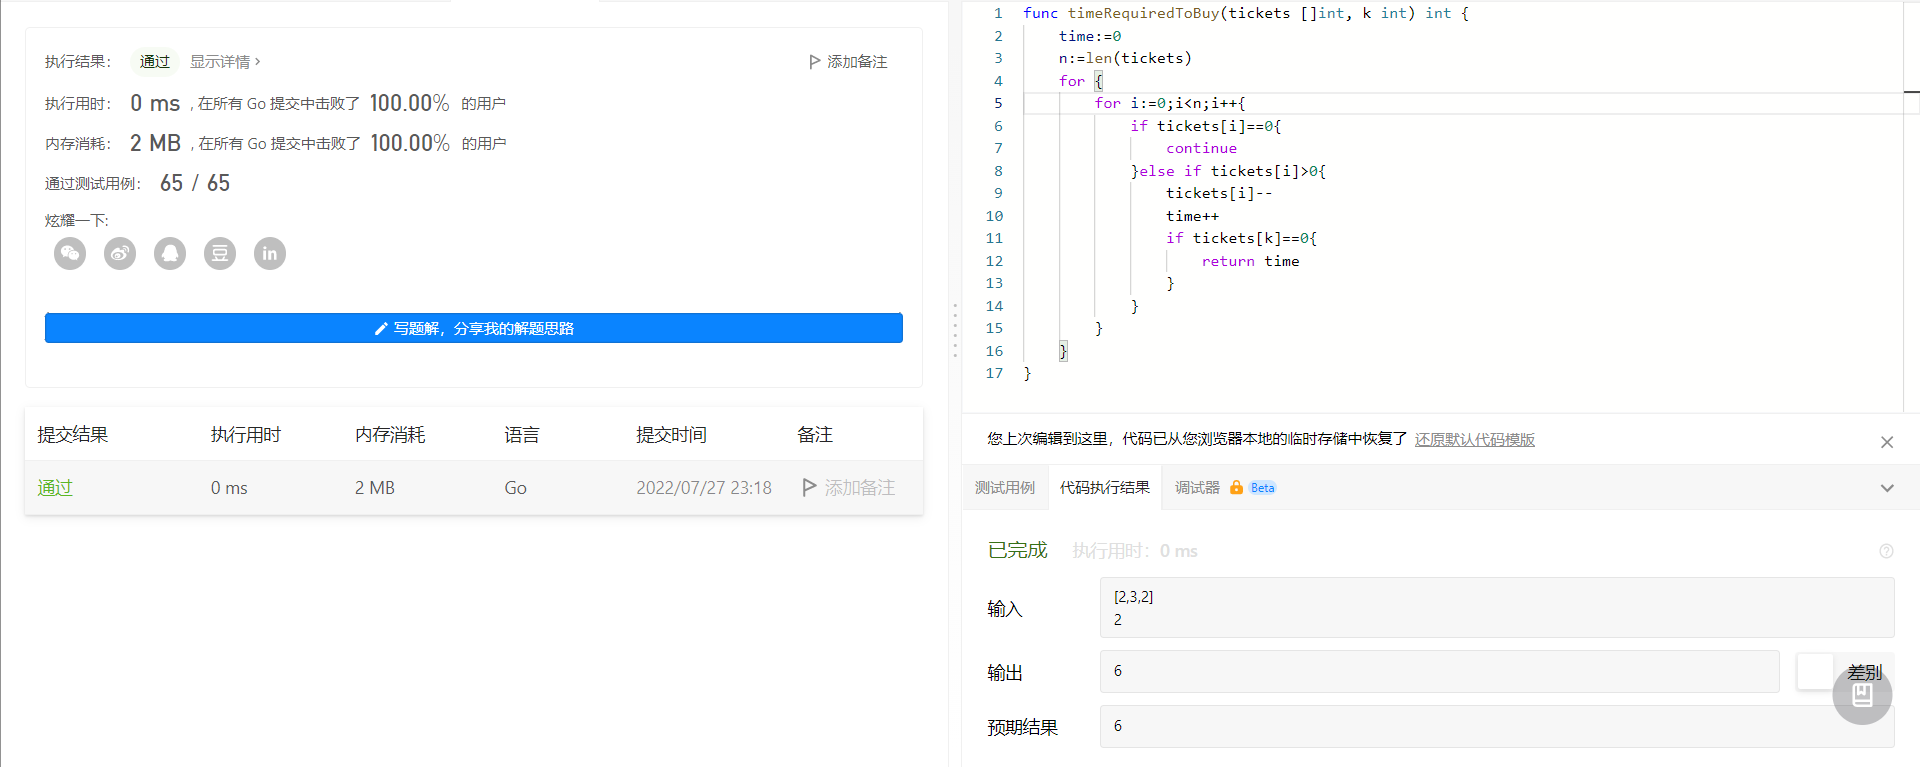 执行结果： 通过 显示详情 › 添加备注
执行用时： 0 ms , 在所有 Go 提交中击败了 100.00% 的用户
内存消耗： 2 MB , 在所有 Go 提交中击败了 100.00% 的用户
通过测试用例： 65 / 65
炫耀一下:
豆 in
写题解，分享我的解题思路
提交结果 执行用时 内存消耗 语言 提交时间 备注
通过 0 ms 2 MB Go 2022/07/27 23:18 添加备注
1 func timeRequiredToBuy(tickets []int, k int) int {
2 time:=0
3 n:=len(tickets)
4 for {
5 for i:=0;i<n;i++{
6 if tickets[i]==0{
7 continue
8 }else if tickets[i]>0{
9 tickets[i]--
10 time++
11 if tickets[k]==0{
12 return time
13 }
14 }
15 }
16 }
17 }
您上次编辑到这里，代码已从您浏览器本地的临时存储中恢复了 还原默认代码模版
测试用例 代码执行结果 调试器 Beta
已完成 执行用时：0 ms
输入
[2,3,2]
2
输出 6 差别
预期结果 6